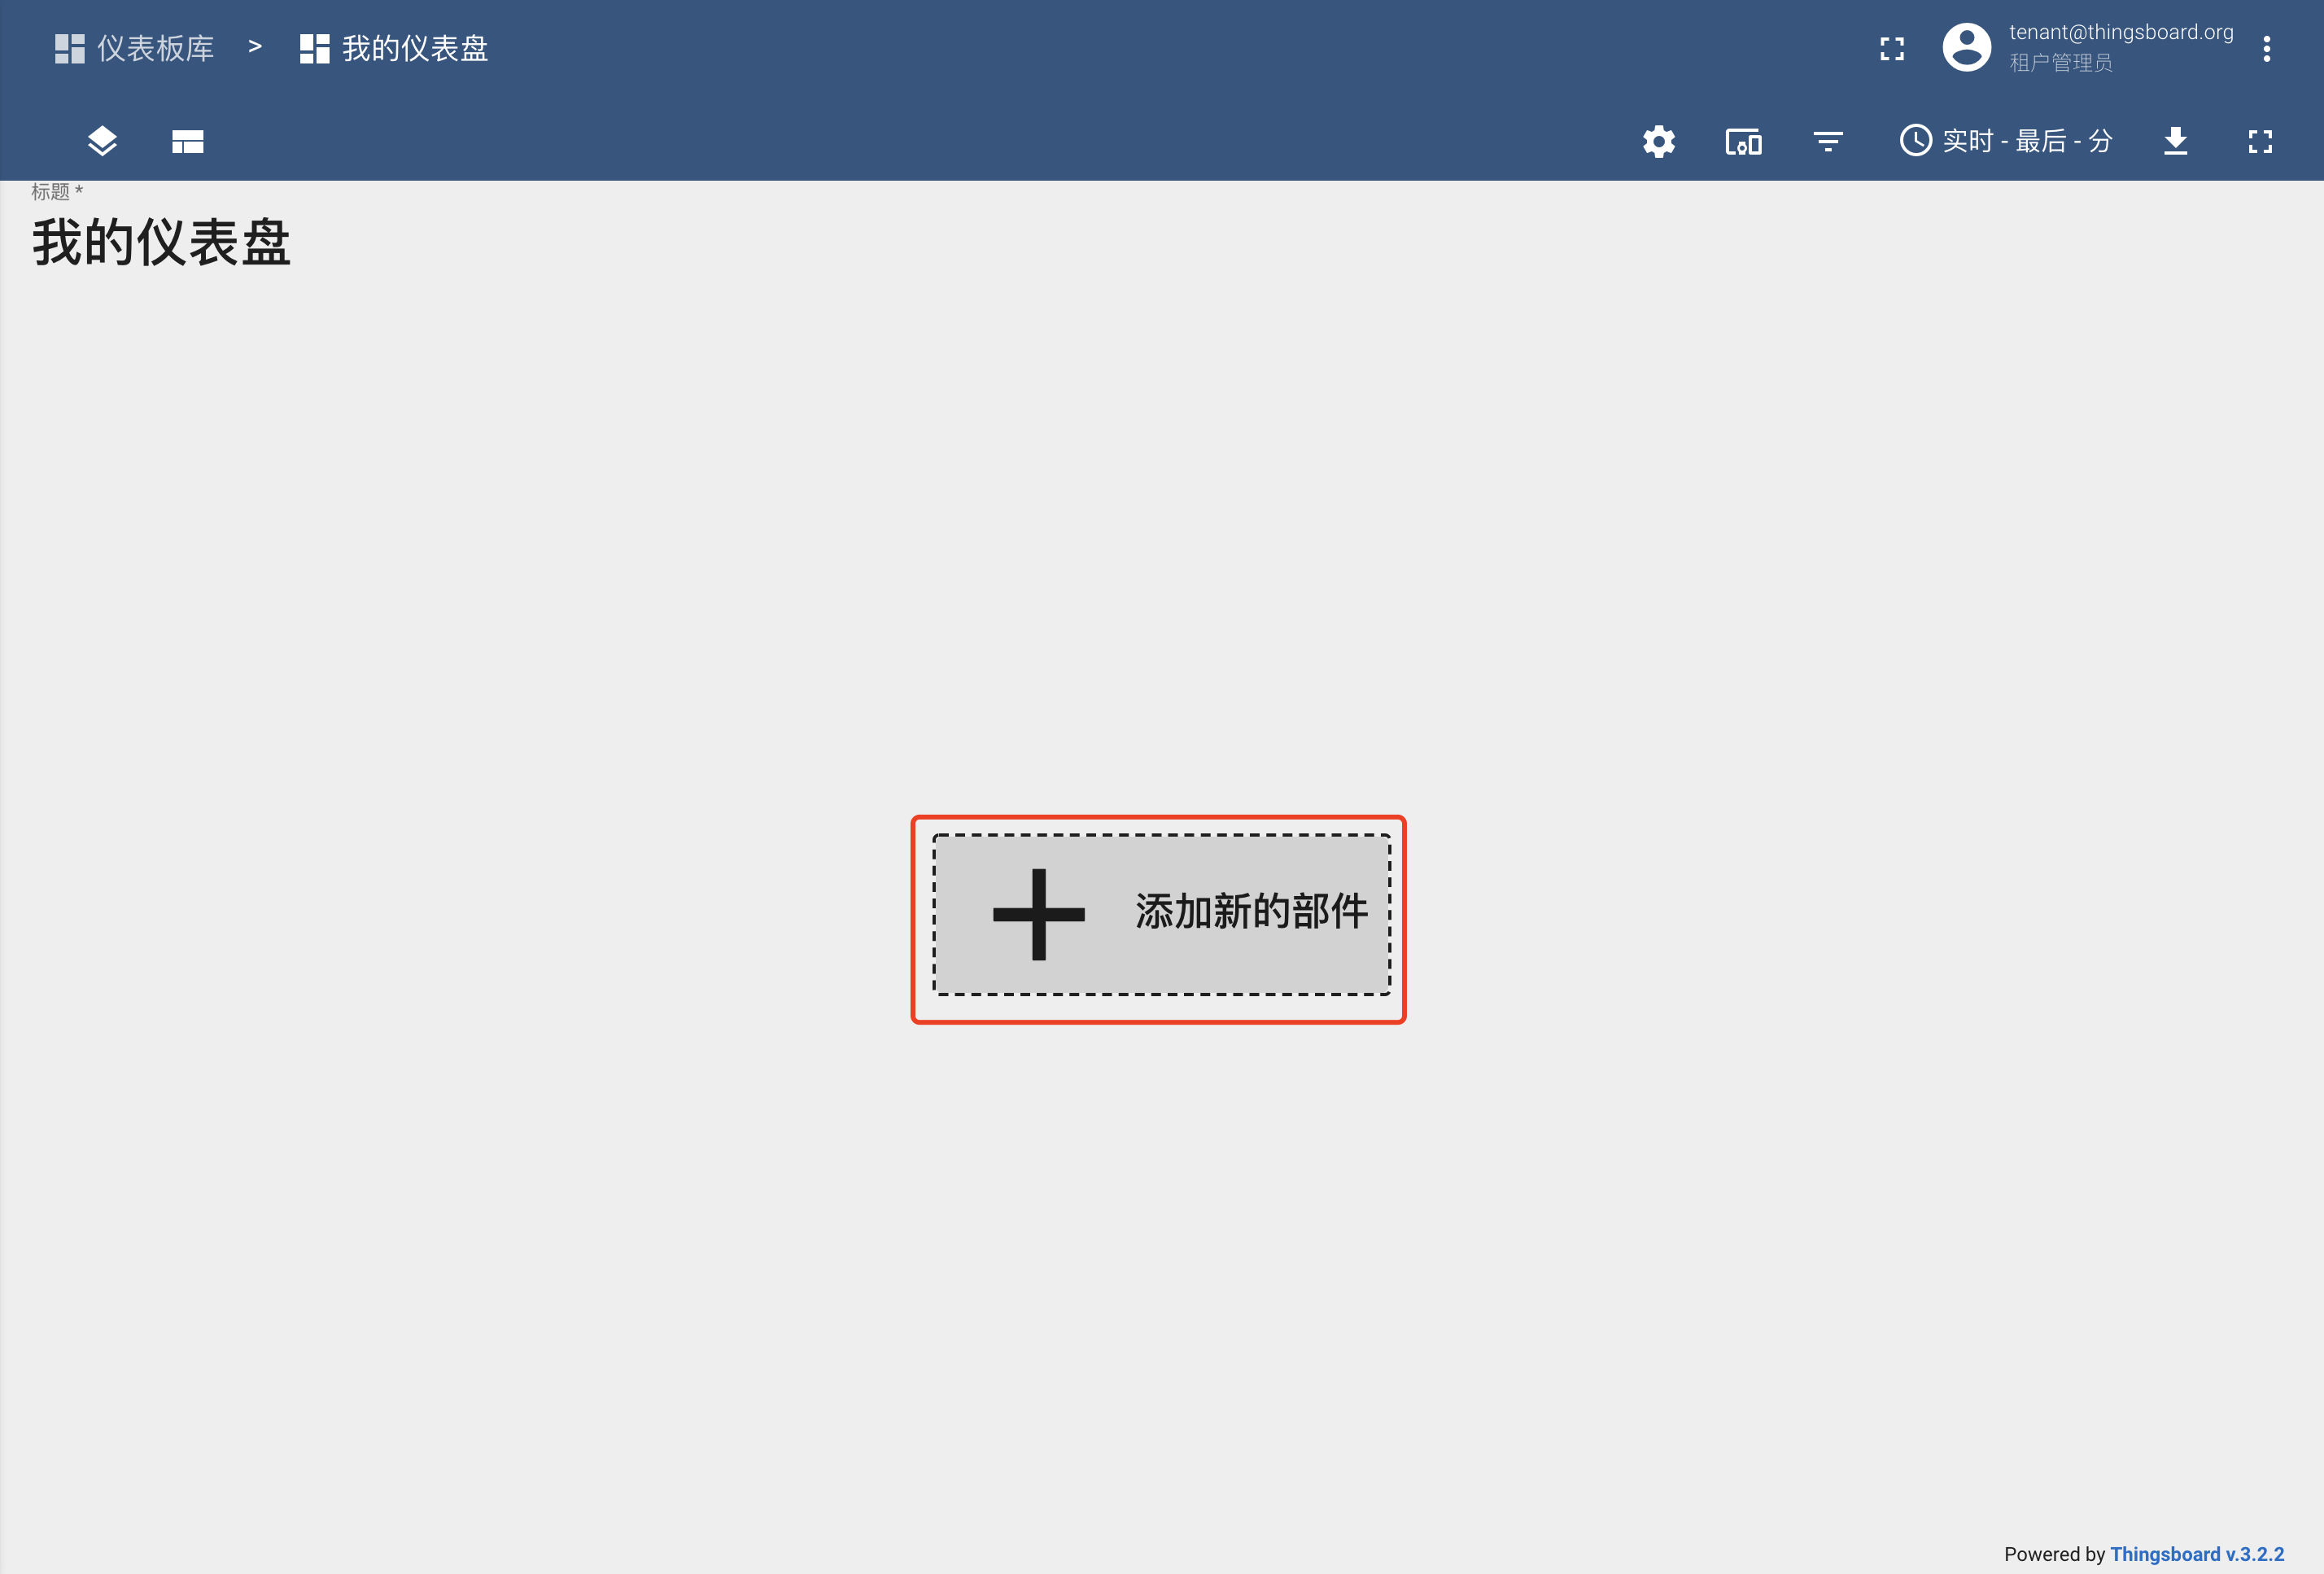 仪表板库 > 我的仪表盘
tenant@thingsboard.org
租户管理员
实时 - 最后 - 分
标题 *
我的仪表盘
添加新的部件
Powered by Thingsboard v.3.2.2